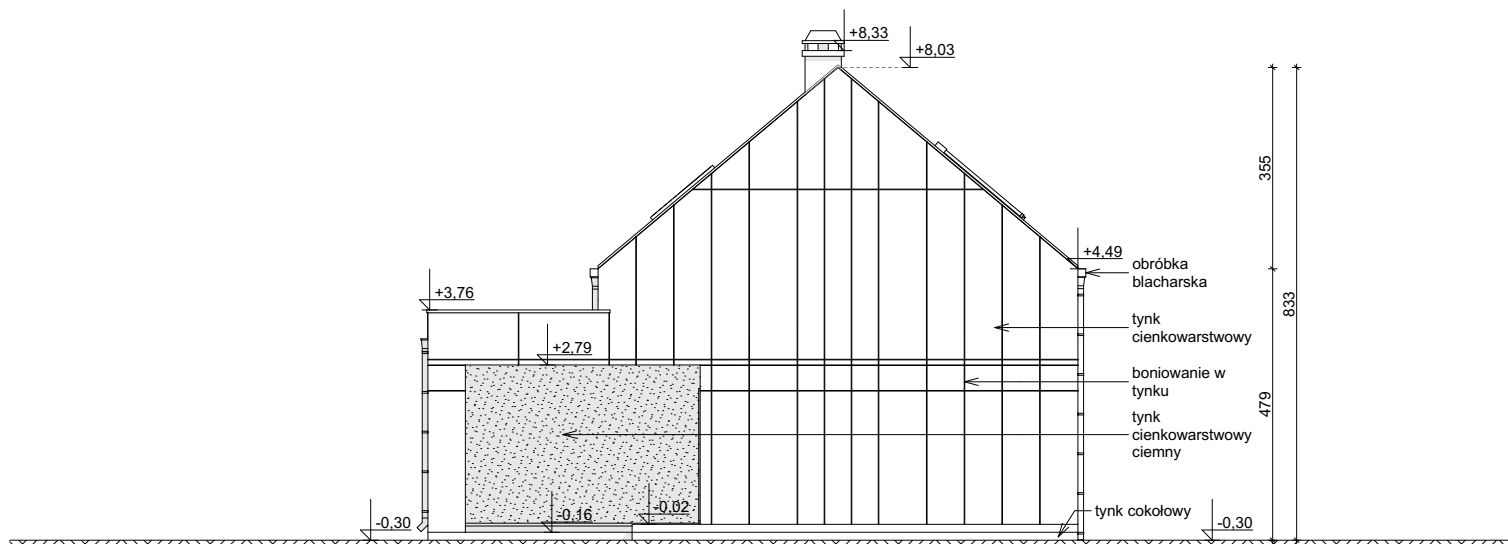 +8,33
+8,03
355
833
+4,49
obróbka
blacharska
+3,76
tynk
cienkowarstwowy
+2,79
boniowanie w
tynku
479
tynk
cienkowarstwowy
ciemny
-0,02
-0,16
tynk cokołowy
-0,30
-0,30